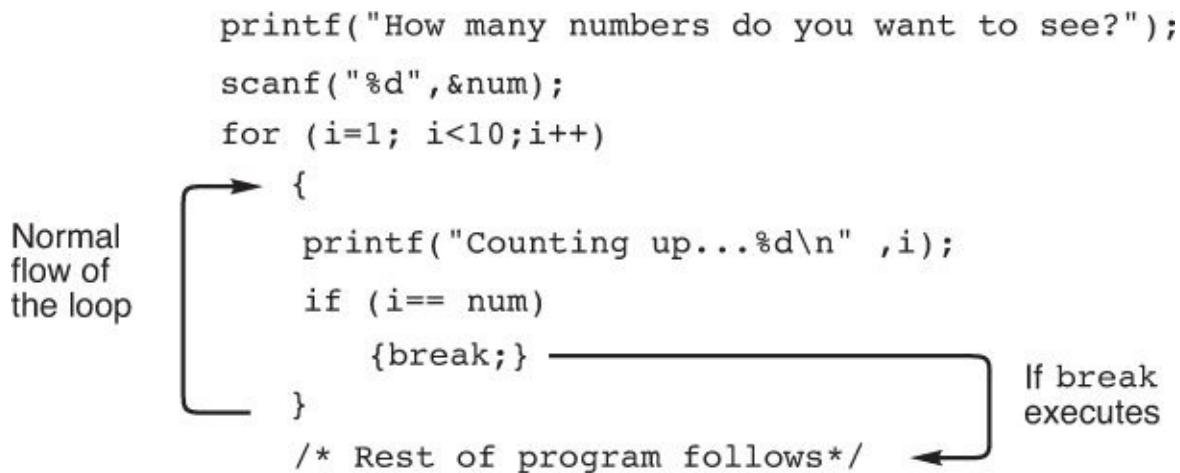 printf("How many numbers do you want to see?");
scanf("%d",&num);
for (i=1; i<10;i++)
{
printf("Counting up...%d\n" ,i);
if (i== num)
{break;}
}
/* Rest of program follows*/
Normal
flow of
the loop
If break
executes